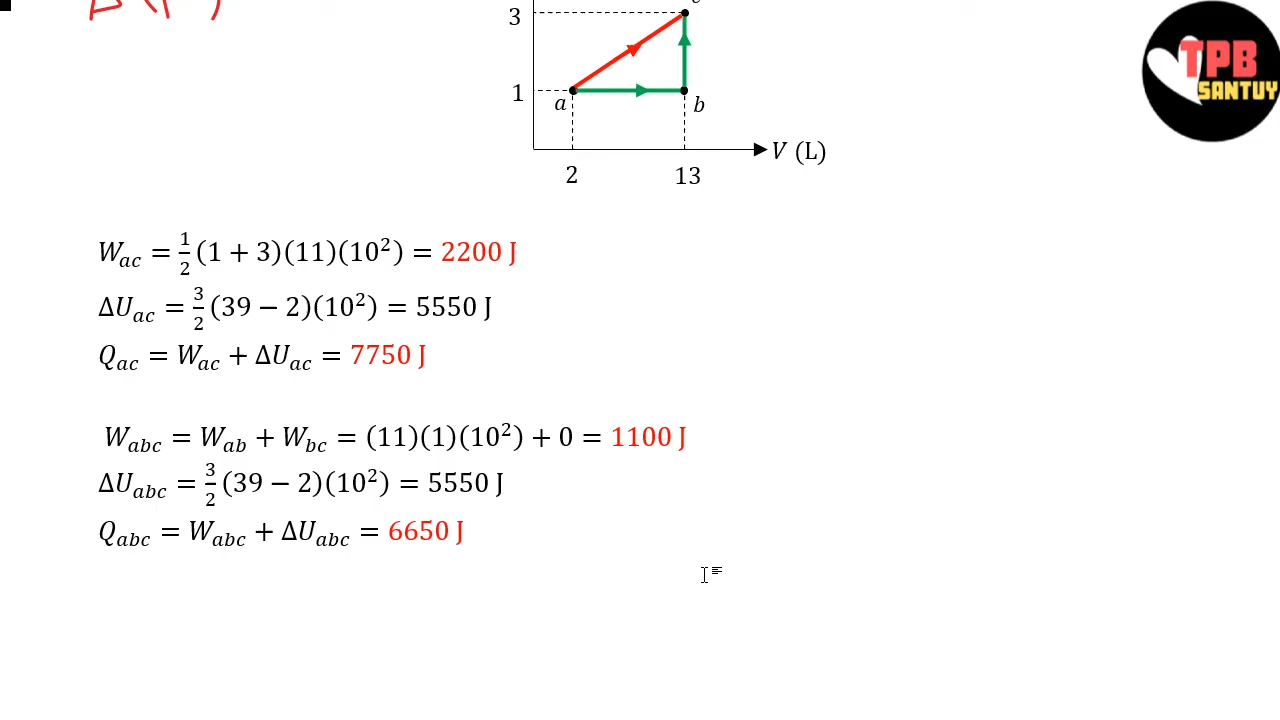 3
1
a
b
V (L)
2
13
TPB
SANTUY
W_ac = 1/2 (1 + 3)(11)(10²) = 2200 J
ΔU_ac = 3/2 (39 − 2)(10²) = 5550 J
Q_ac = W_ac + ΔU_ac = 7750 J
W_abc = W_ab + W_bc = (11)(1)(10²) + 0 = 1100 J
ΔU_abc = 3/2 (39 − 2)(10²) = 5550 J
Q_abc = W_abc + ΔU_abc = 6650 J